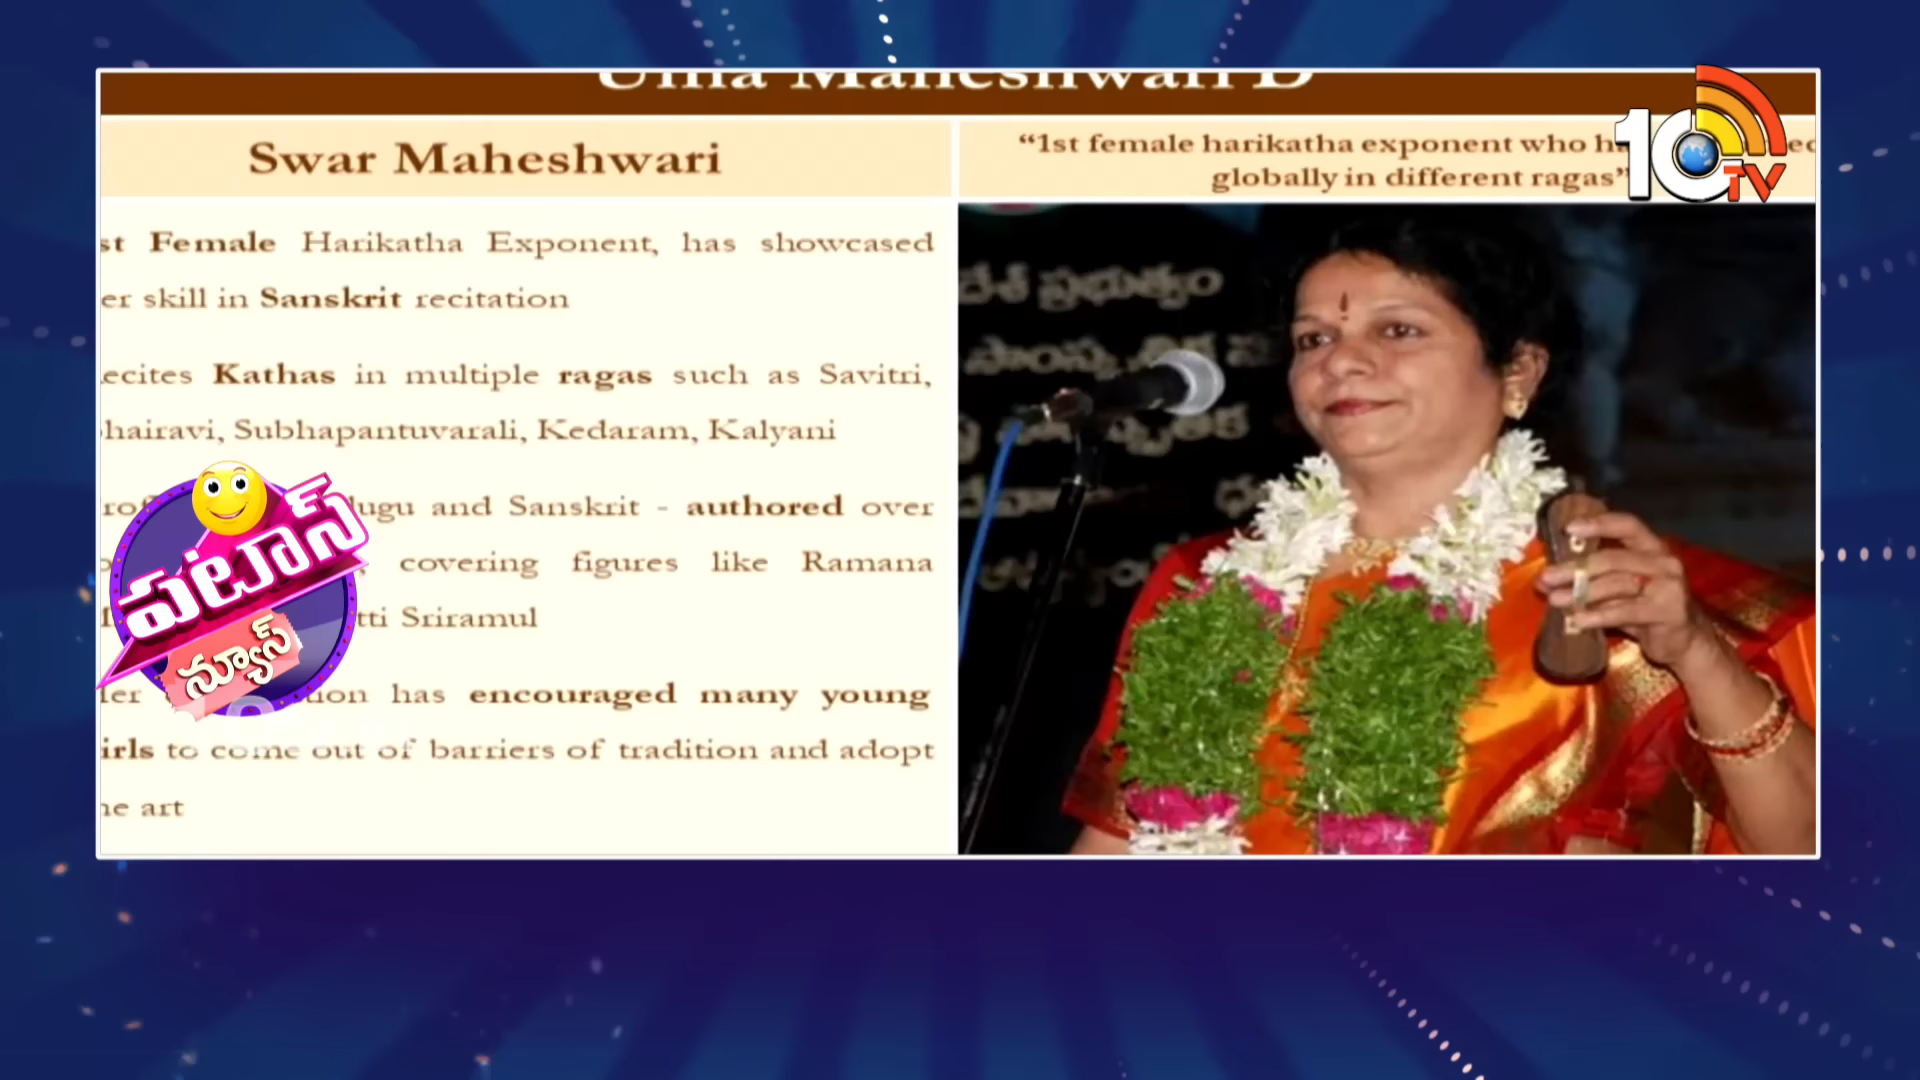 Uma Maheshwari D
Swar Maheshwari
“1st female harikatha exponent who
globally in different ragas”
10TV
st Female Harikatha Exponent, has showcased
er skill in Sanskrit recitation
ecites Kathas in multiple ragas such as Savitri,
hairavi, Subhapantuvarali, Kedaram, Kalyani
ugu and Sanskrit - authored over
covering figures like Ramana
tti Sriramul
has encouraged many young
irls to come out of barriers of tradition and adopt
he art
పటాస్
న్యూస్
దేశ్ ప్రభుత్వం